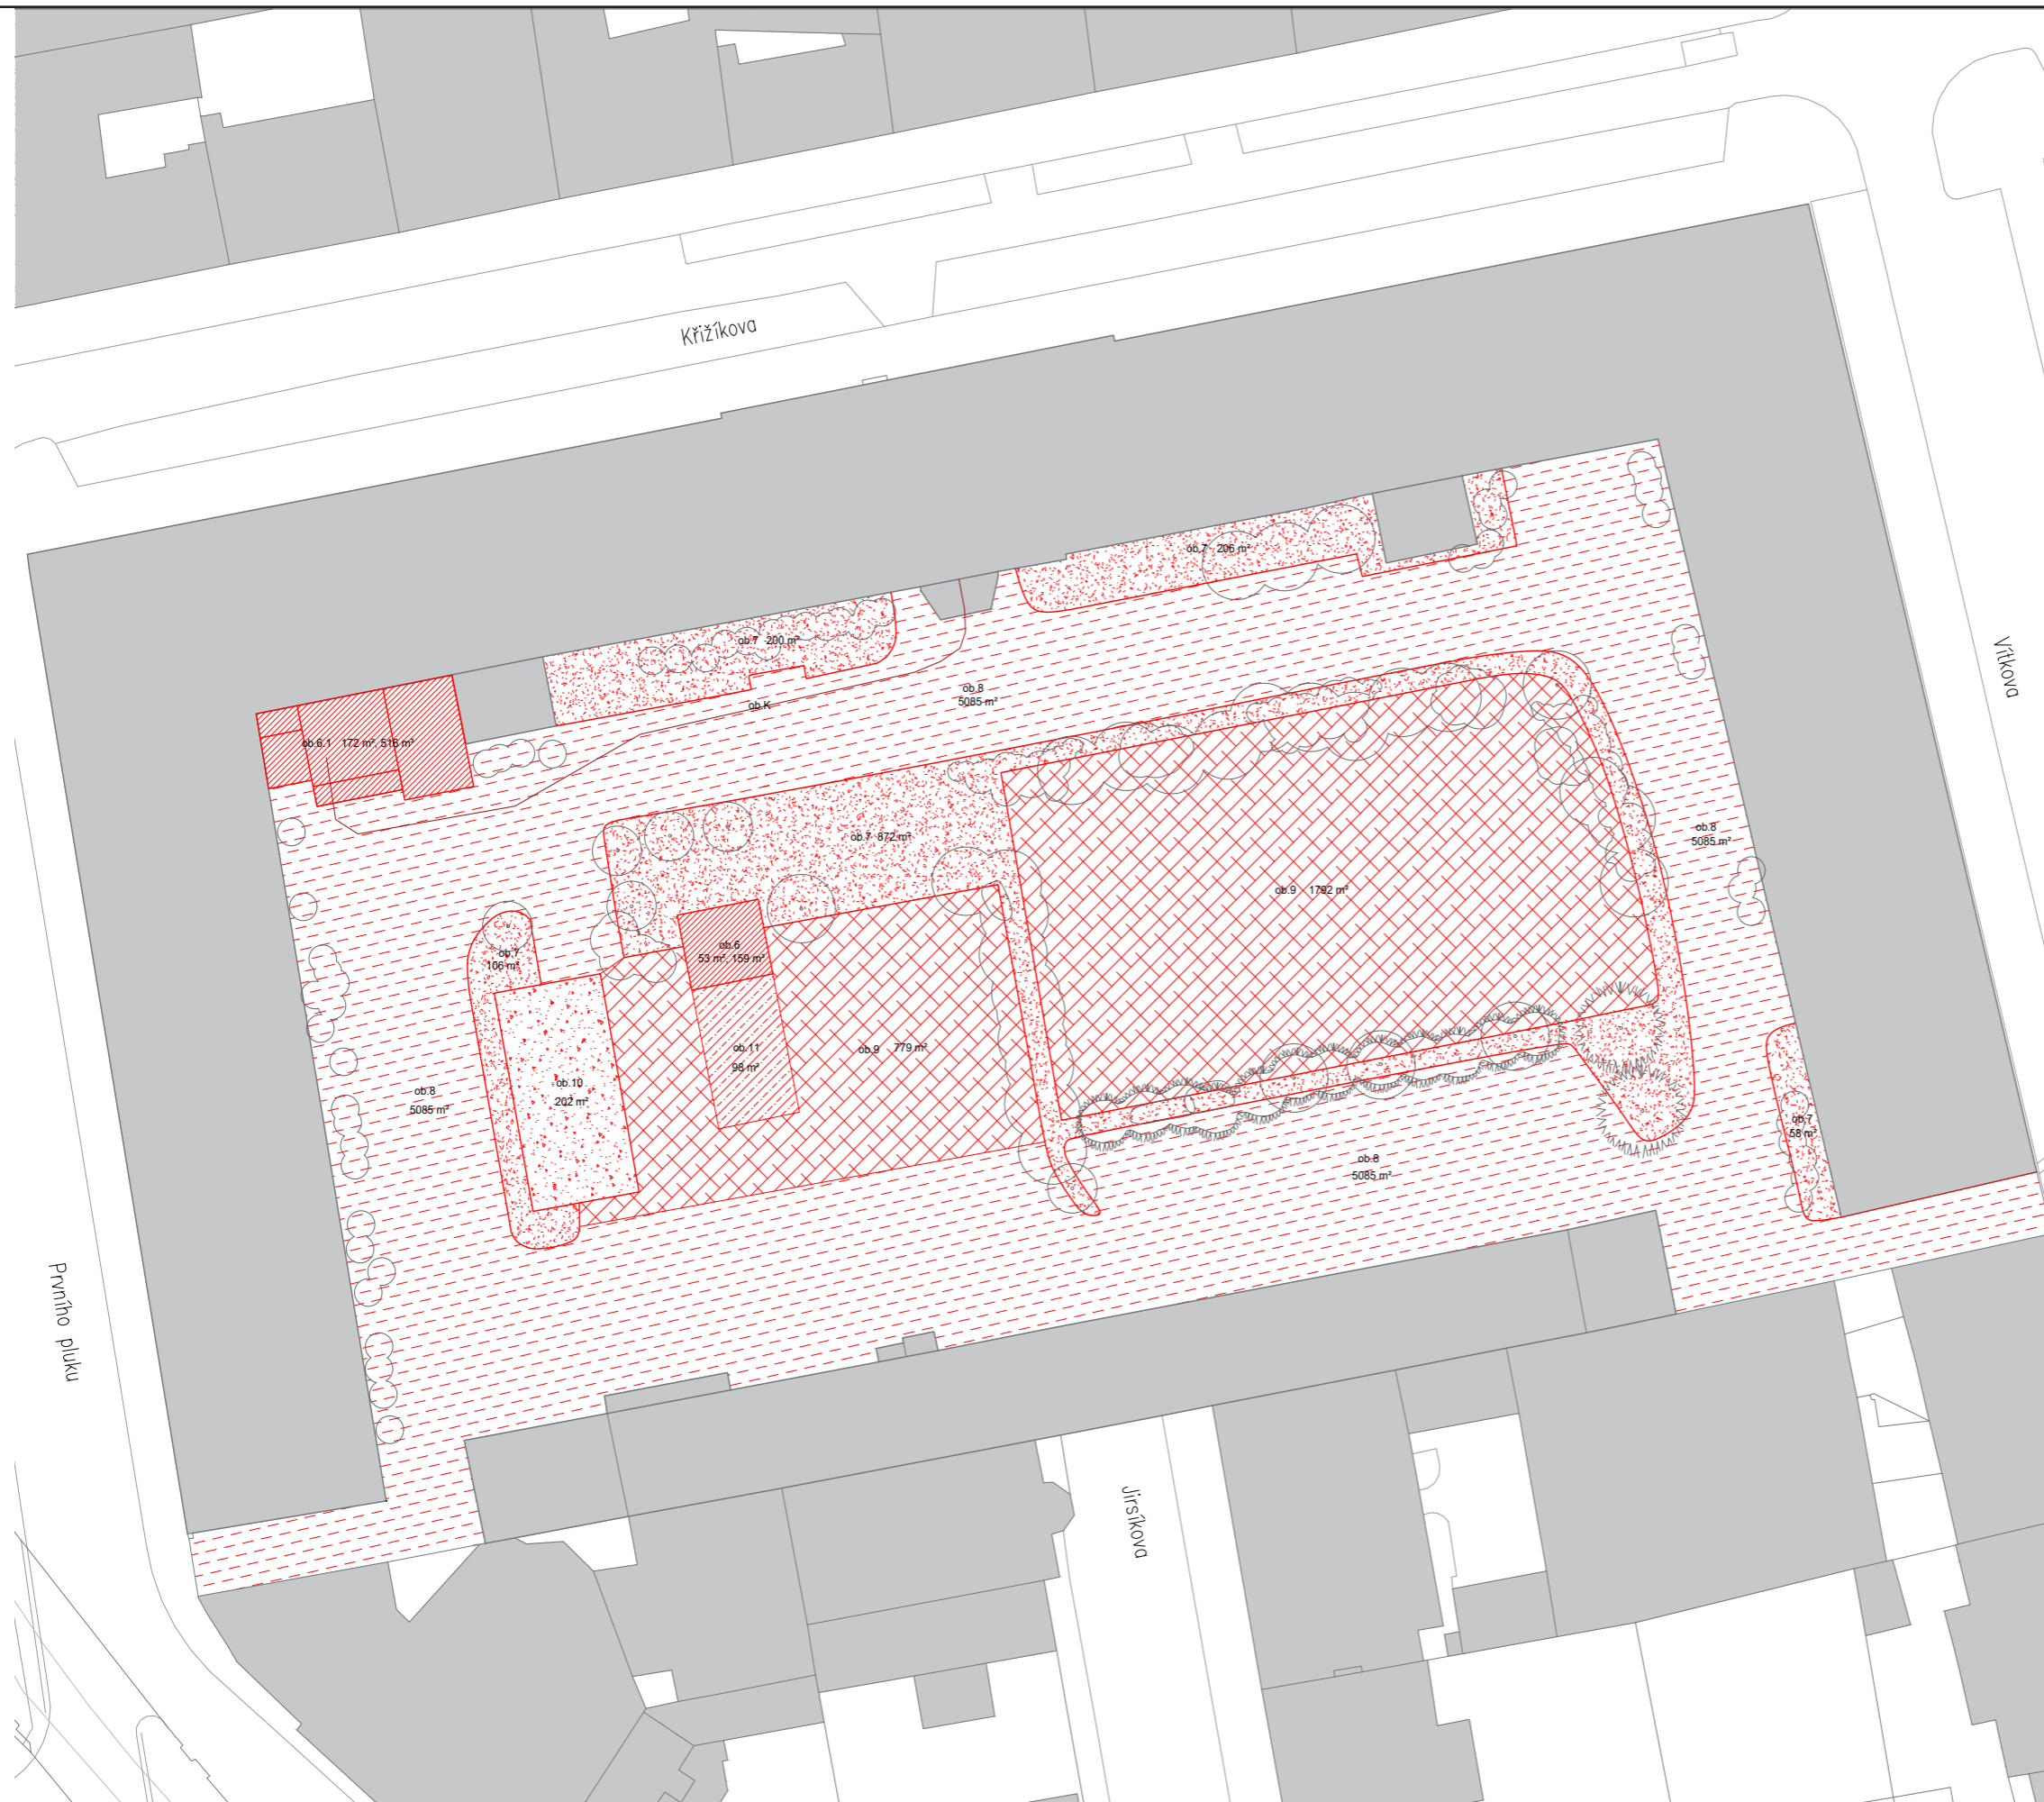 Křižíkova
Vítkova
ob.7 206 m²
ob.7 200 m²
ob.8
5085 m²
ob.K
ob.6.1 172 m², 516 m³
ob.7 872 m²
ob.8
5085 m²
ob.9 1792 m²
ob.6
53 m², 159 m³
ob.7
106 m²
ob.11
98 m²
ob.9 779 m²
ob.10
202 m²
ob.8
5085 m²
ob.7
58 m²
ob.8
5085 m²
Prvního pluku
Jirsíkova